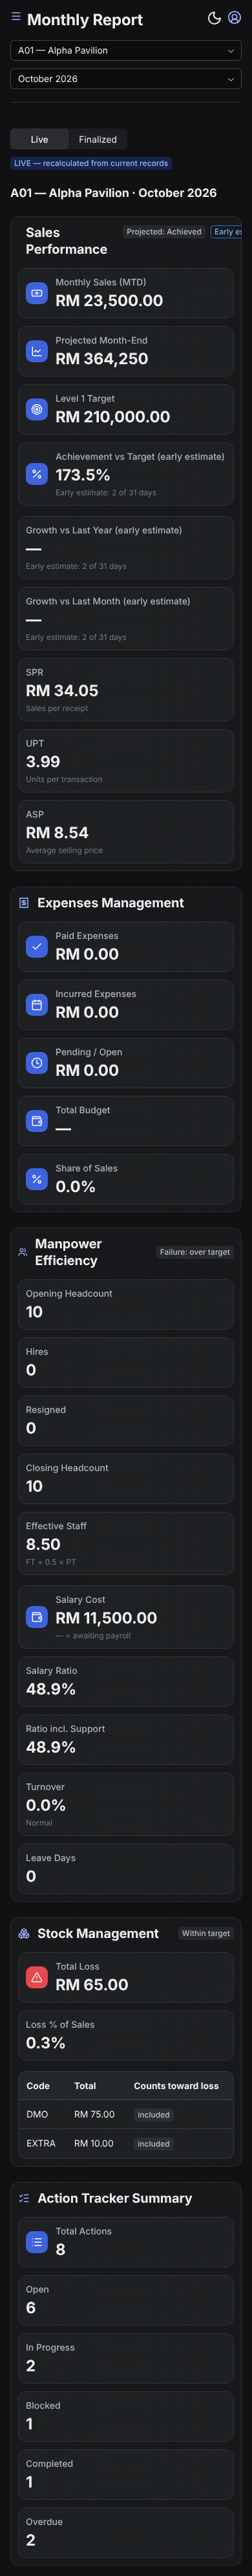 Monthly Report
A01 — Alpha Pavilion
October 2026
Live
Finalized
LIVE — recalculated from current records
A01 — Alpha Pavilion · October 2026
Sales
Performance
Projected: Achieved
Early es
Monthly Sales (MTD)
RM 23,500.00
Projected Month-End
RM 364,250
Level 1 Target
RM 210,000.00
Achievement vs Target (early estimate)
173.5%
Early estimate: 2 of 31 days
Growth vs Last Year (early estimate)
—
Early estimate: 2 of 31 days
Growth vs Last Month (early estimate)
—
Early estimate: 2 of 31 days
SPR
RM 34.05
Sales per receipt
UPT
3.99
Units per transaction
ASP
RM 8.54
Average selling price
Expenses Management
Paid Expenses
RM 0.00
Incurred Expenses
RM 0.00
Pending / Open
RM 0.00
Total Budget
—
Share of Sales
0.0%
Manpower
Efficiency
Failure: over target
Opening Headcount
10
Hires
0
Resigned
0
Closing Headcount
10
Effective Staff
8.50
FT + 0.5 × PT
Salary Cost
RM 11,500.00
— = awaiting payroll
Salary Ratio
48.9%
Ratio incl. Support
48.9%
Turnover
0.0%
Normal
Leave Days
0
Stock Management
Within target
Total Loss
RM 65.00
Loss % of Sales
0.3%
Code Total Counts toward loss
DMO RM 75.00 included
EXTRA RM 10.00 included
Action Tracker Summary
Total Actions
8
Open
6
In Progress
2
Blocked
1
Completed
1
Overdue
2